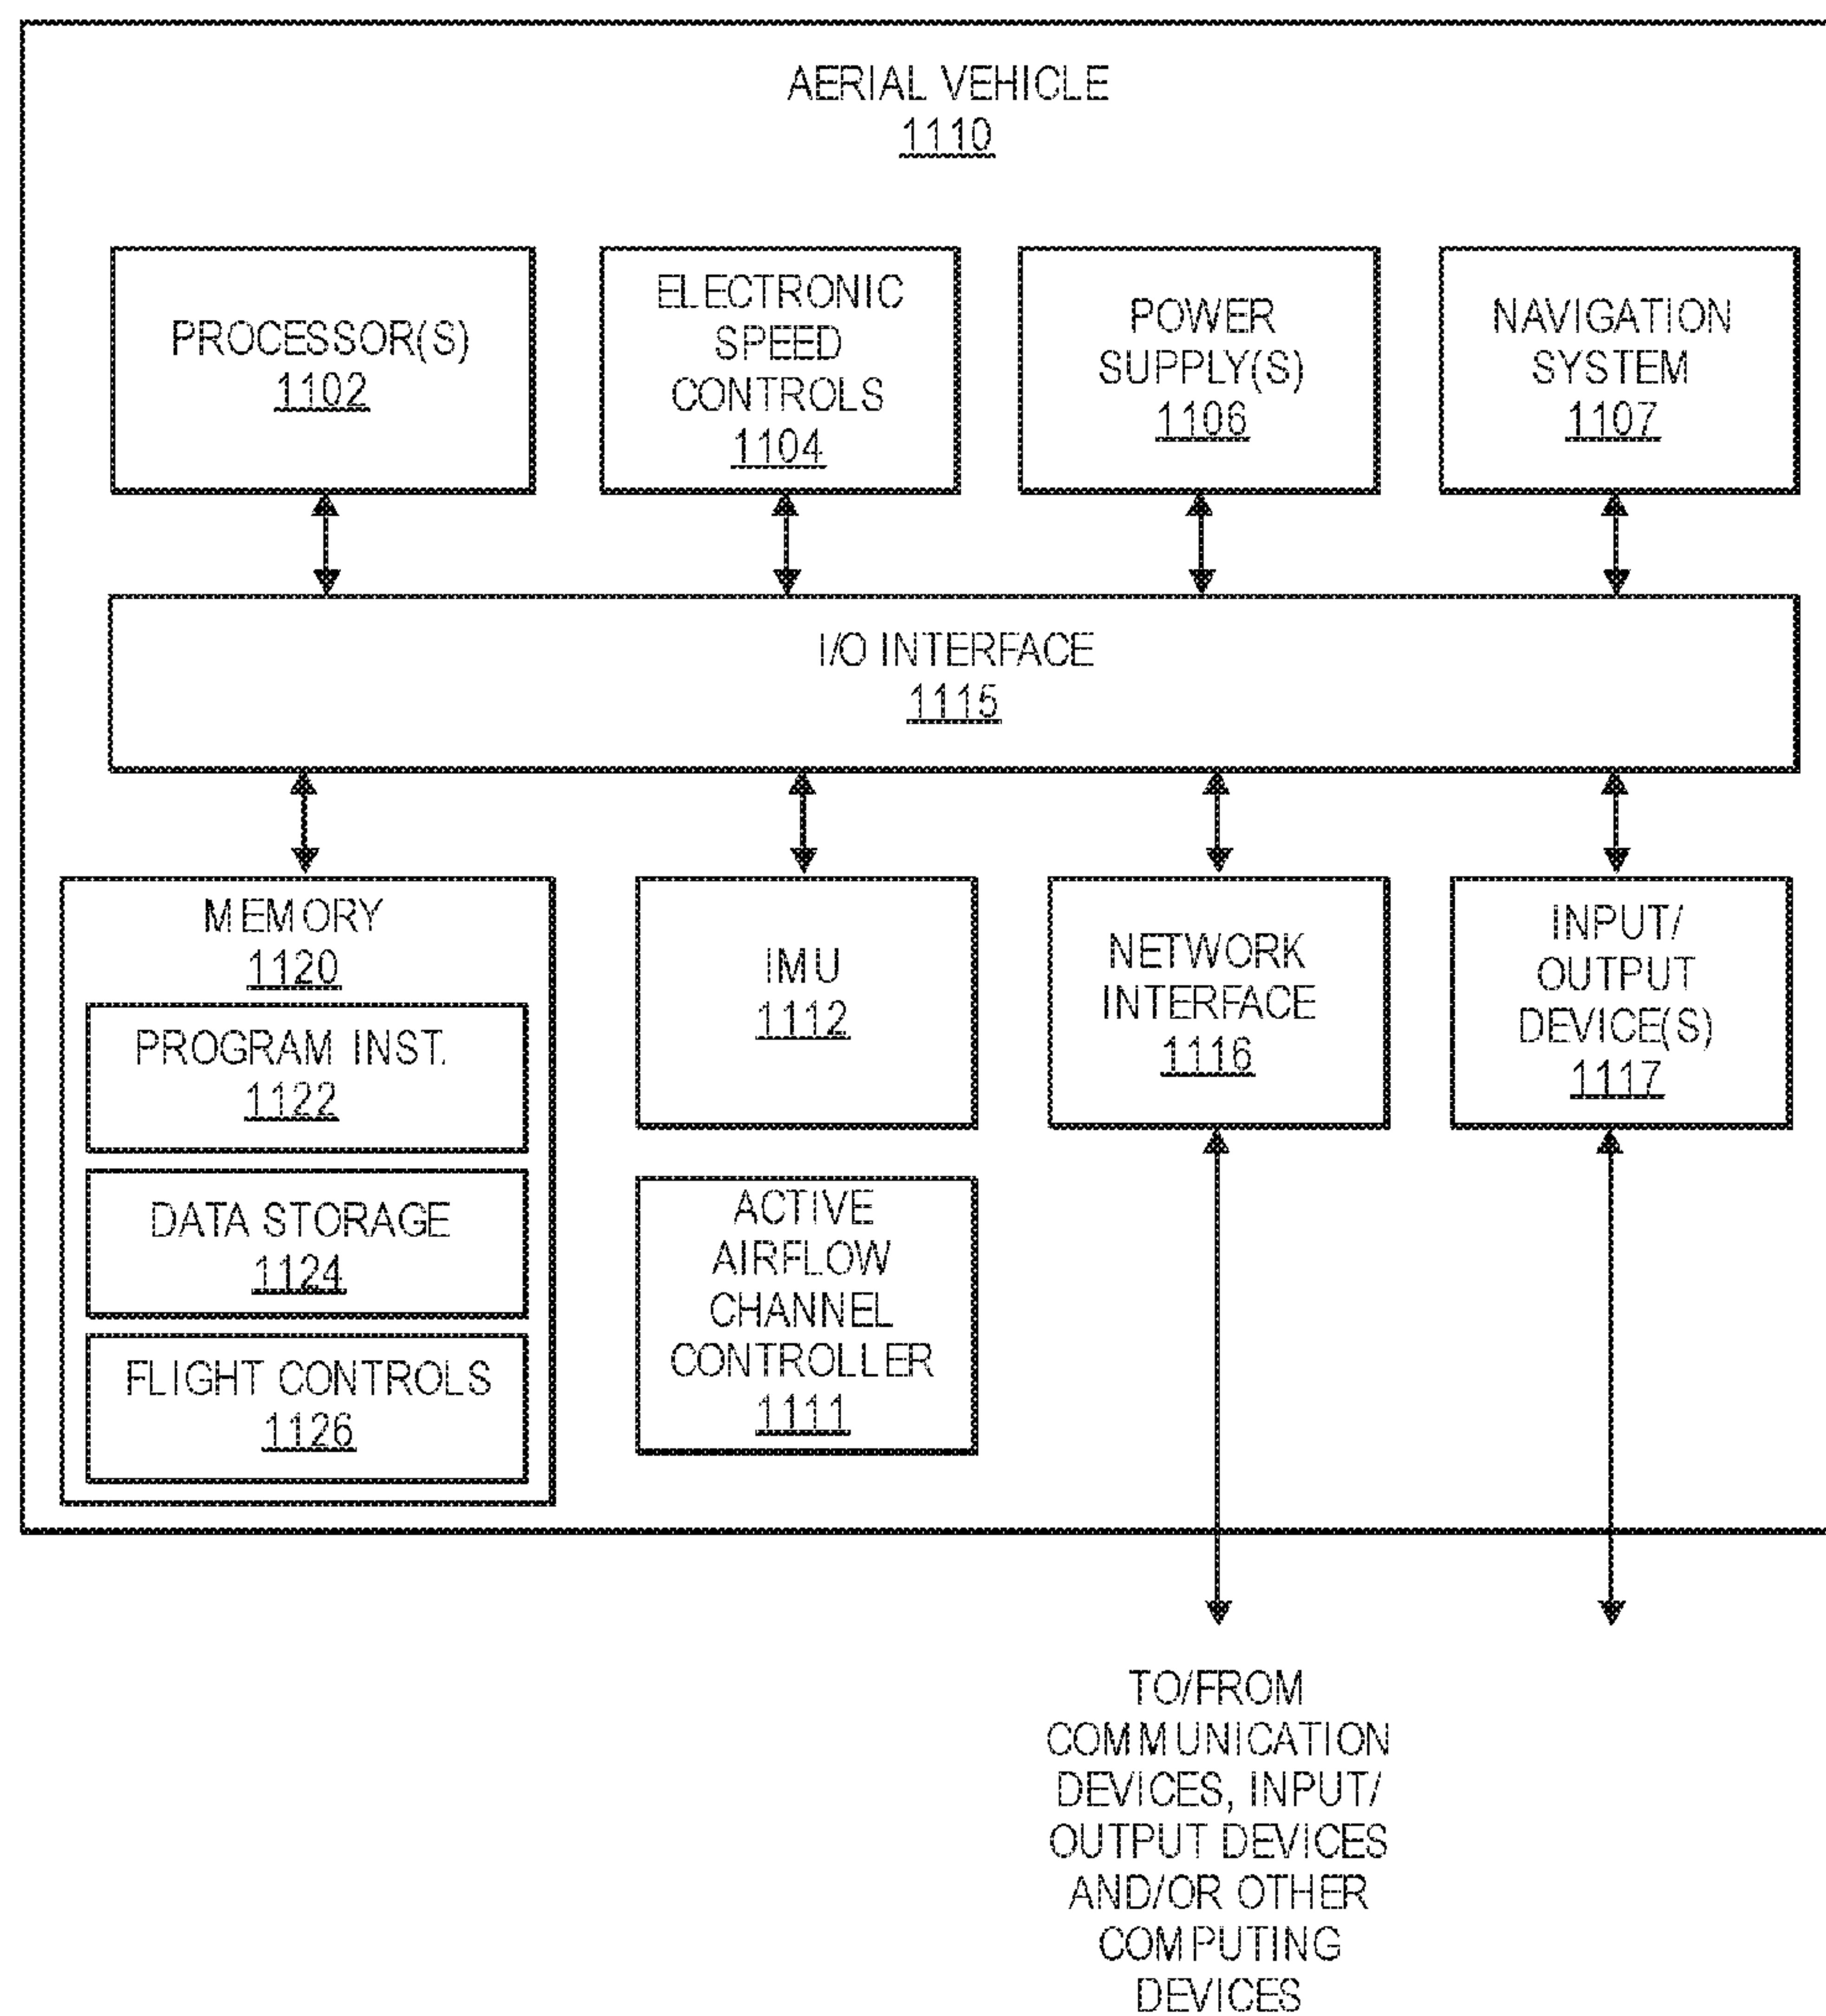 AERIAL VEHICLE
1110
PROCESSOR(S)
1102
ELECTRONIC
SPEED
CONTROLS
1104
POWER
SUPPLY(S)
1106
NAVIGATION
SYSTEM
1107
I/O INTERFACE
1115
MEMORY
1120
PROGRAM INST.
1122
DATA STORAGE
1124
FLIGHT CONTROLS
1126
IMU
1112
ACTIVE
AIRFLOW
CHANNEL
CONTROLLER
1111
NETWORK
INTERFACE
1116
INPUT/
OUTPUT
DEVICE(S)
1117
TO/FROM
COMMUNICATION
DEVICES, INPUT/
OUTPUT DEVICES
AND/OR OTHER
COMPUTING
DEVICES